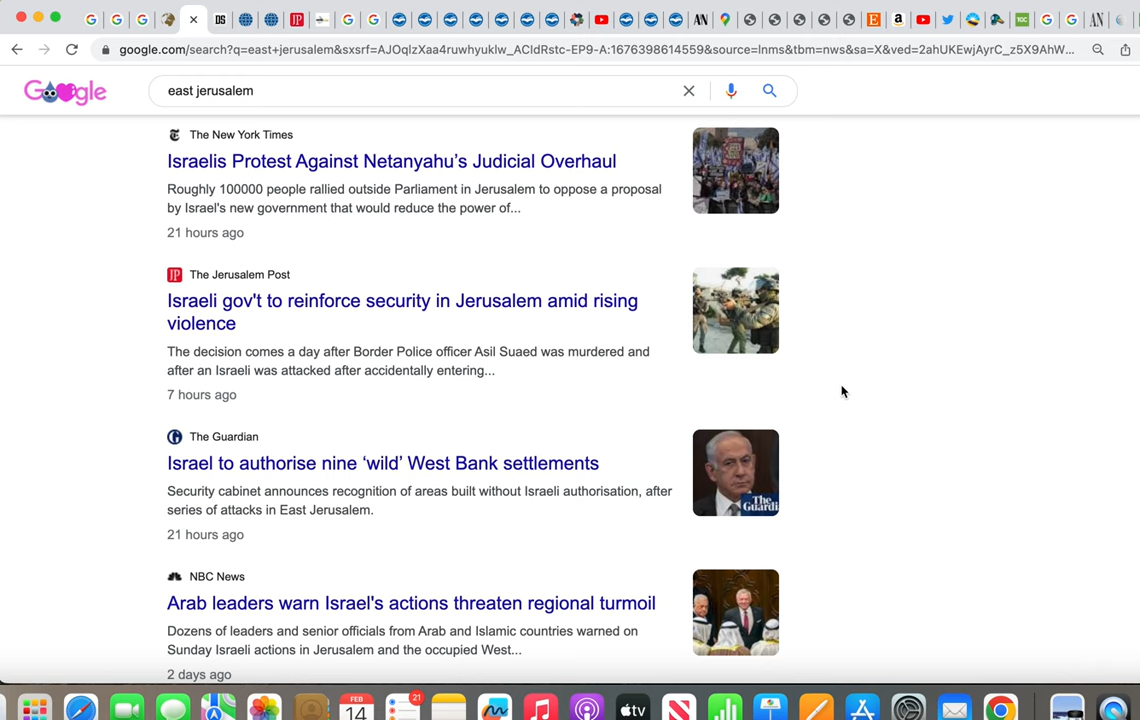 google.com/search?q=east+jerusalem&sxsrf=AJOqlzXaa4ruwhyuklw_ACIdRstc-EP9-A:1676398614559&source=lnms&tbm=nws&sa=X&ved=2ahUKEwjAyrC_z5X9AhW...
east jerusalem
The New York Times
Israelis Protest Against Netanyahu's Judicial Overhaul
Roughly 100000 people rallied outside Parliament in Jerusalem to oppose a proposal
by Israel's new government that would reduce the power of...
21 hours ago
JP The Jerusalem Post
Israeli gov't to reinforce security in Jerusalem amid rising
violence
The decision comes a day after Border Police officer Asil Suaed was murdered and
after an Israeli was attacked after accidentally entering...
7 hours ago
The Guardian
Israel to authorise nine ‘wild’ West Bank settlements
Security cabinet announces recognition of areas built without Israeli authorisation, after
series of attacks in East Jerusalem.
21 hours ago
The
Guardi
NBC News
Arab leaders warn Israel's actions threaten regional turmoil
Dozens of leaders and senior officials from Arab and Islamic countries warned on
Sunday Israeli actions in Jerusalem and the occupied West...
2 days ago
FEB
14
21
tv